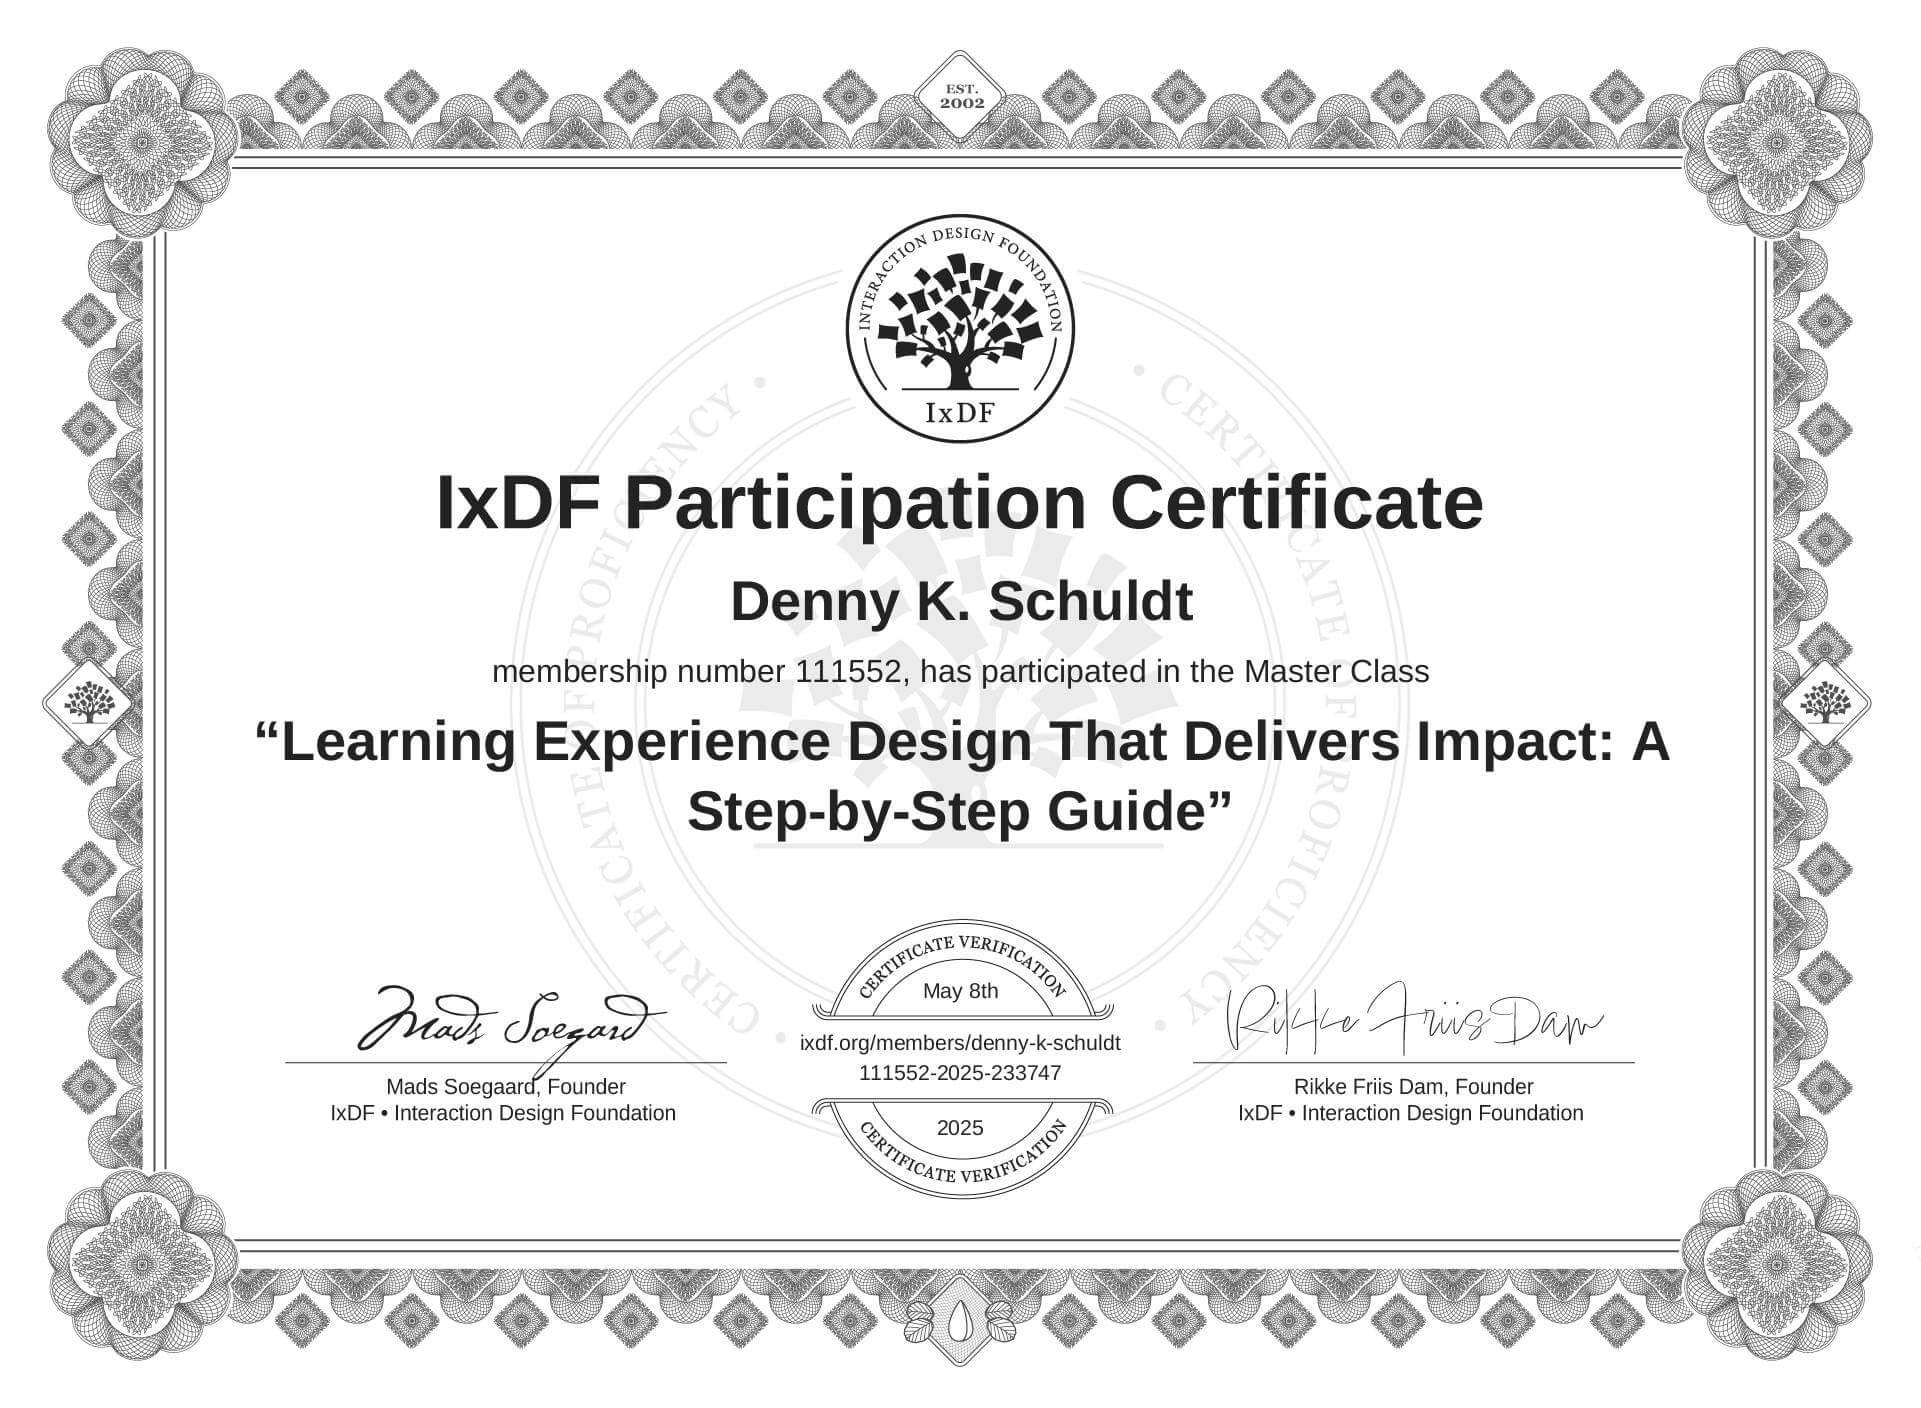 EST.
2002
INTERACTION DESIGN FOUNDATION
IxDF
• CERTIFICATE OF PROFICIENCY •
• CERTIFICATE OF PROFICIENCY •
IxDF Participation Certificate
Denny K. Schuldt
membership number 111552, has participated in the Master Class
“Learning Experience Design That Delivers Impact: A
Step-by-Step Guide”
CERTIFICATE VERIFICATION
May 8th
ixdf.org/members/denny-k-schuldt
111552-2025-233747
2025
CERTIFICATE VERIFICATION
Mads Soegaard
Mads Soegaard, Founder
IxDF • Interaction Design Foundation
Rikke Friis Dam
Rikke Friis Dam, Founder
IxDF • Interaction Design Foundation